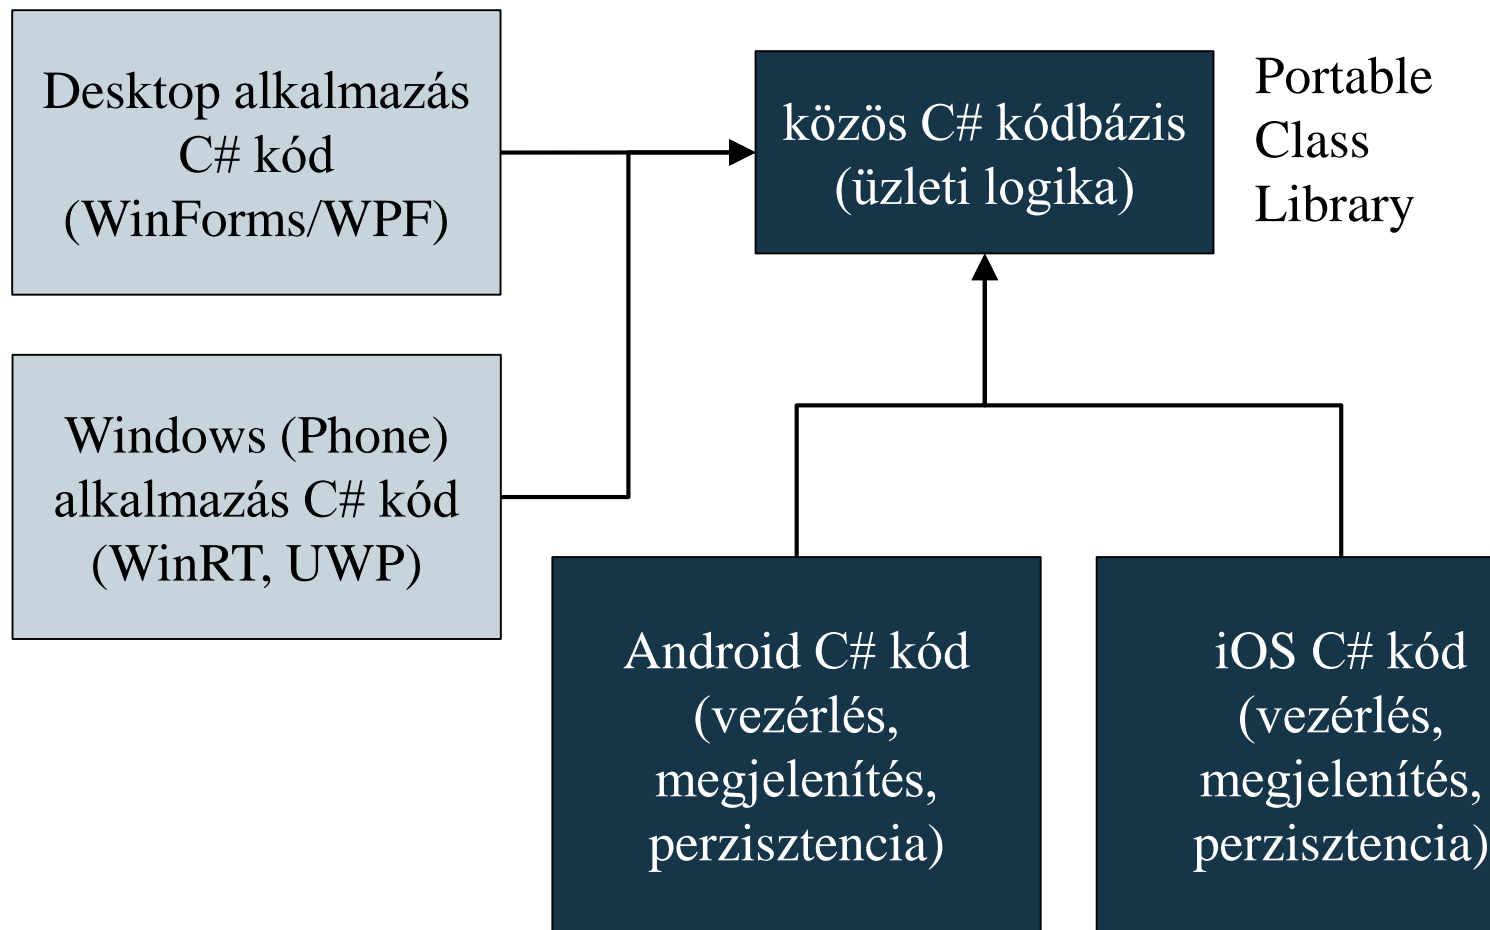 Desktop alkalmazás
C# kód
(WinForms/WPF)
közös C# kódbázis
(üzleti logika)
Portable
Class
Library
Windows (Phone)
alkalmazás C# kód
(WinRT, UWP)
Android C# kód
(vezérlés,
megjelenítés,
perzisztencia)
iOS C# kód
(vezérlés,
megjelenítés,
perzisztencia)